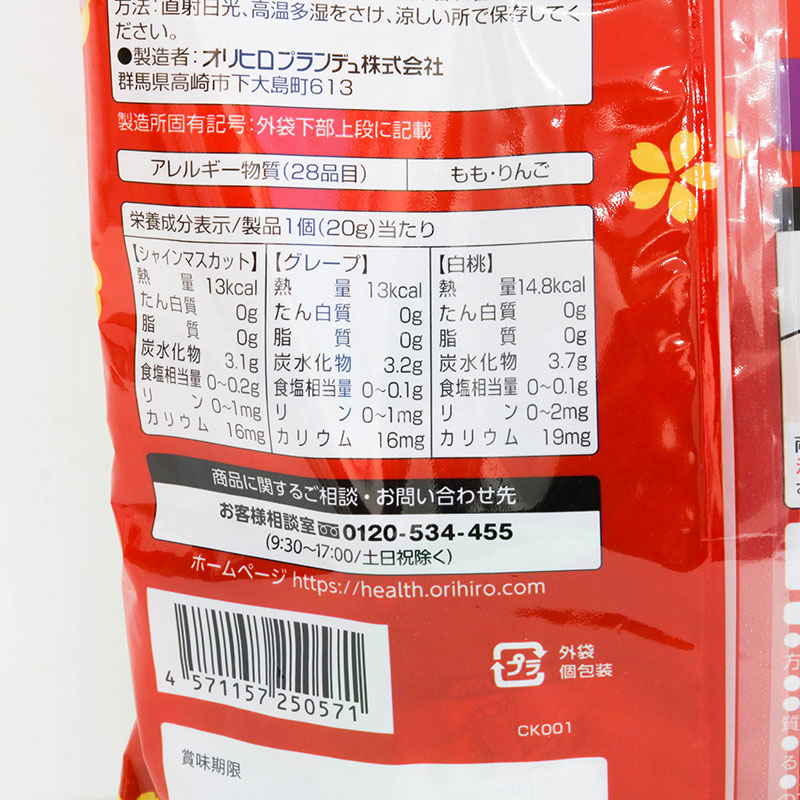 方法:直射日光、高温多湿をさけ、涼しい所で保存してく
ださい。
●製造者:オリヒロプランデュ株式会社
群馬県高崎市下大島町613
製造所固有記号:外袋下部上段に記載
アレルギー物質(28品目) もも・りんご
栄養成分表示/製品1個(20g)当たり
【シャインマスカット】
熱量 13kcal
たん白質 0g
脂質 0g
炭水化物 3.1g
食塩相当量 0~0.2g
リン 0~1mg
カリウム 16mg
【グレープ】
熱量 13kcal
たん白質 0g
脂質 0g
炭水化物 3.2g
食塩相当量 0~0.1g
リン 0~1mg
カリウム 16mg
【白桃】
熱量 14.8kcal
たん白質 0g
脂質 0g
炭水化物 3.7g
食塩相当量 0~0.1g
リン 0~2mg
カリウム 19mg
商品に関するご相談・お問い合わせ先
お客様相談室 0120-534-455
(9:30~17:00/土日祝除く)
ホームページ https://health.orihiro.com
4 571157 250571
プラ
外袋
個包装
CK001
賞味期限
方
質
る